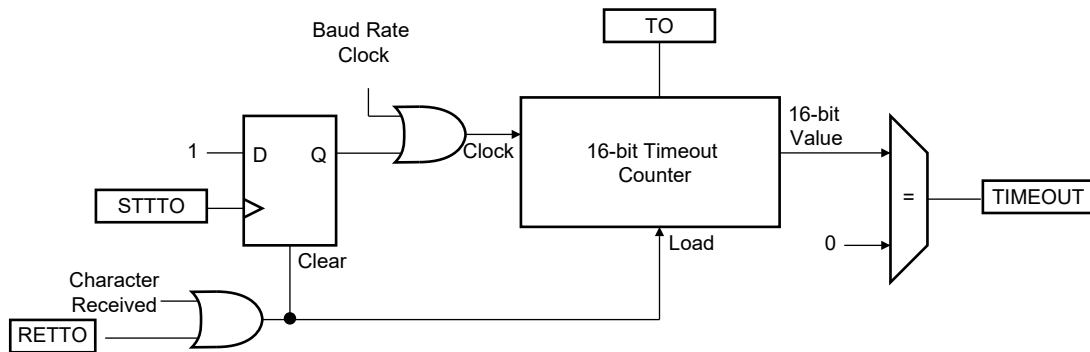 TO
Baud Rate
Clock
1
D
Q
Clock
16-bit Timeout
Counter
16-bit
Value
STTTO
=
TIMEOUT
0
Load
Clear
Character
Received
RETTO